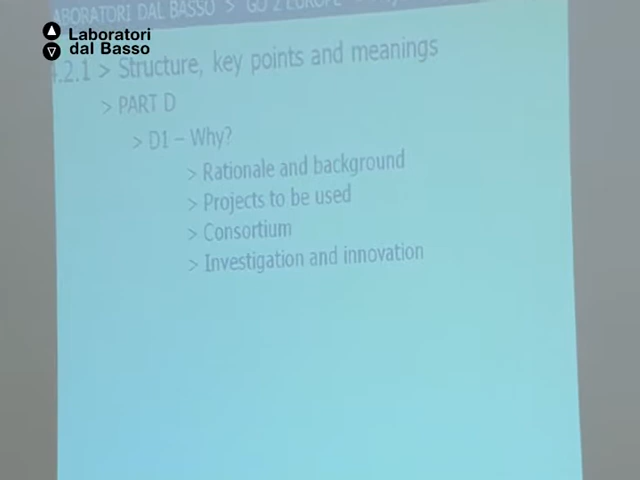 ABORATORI DAL BASSO > GO 2 EUROPE
Laboratori
dal Basso
4.2.1 > Structure, key points and meanings
> PART D
> D1 – Why?
> Rationale and background
> Projects to be used
> Consortium
> Investigation and innovation